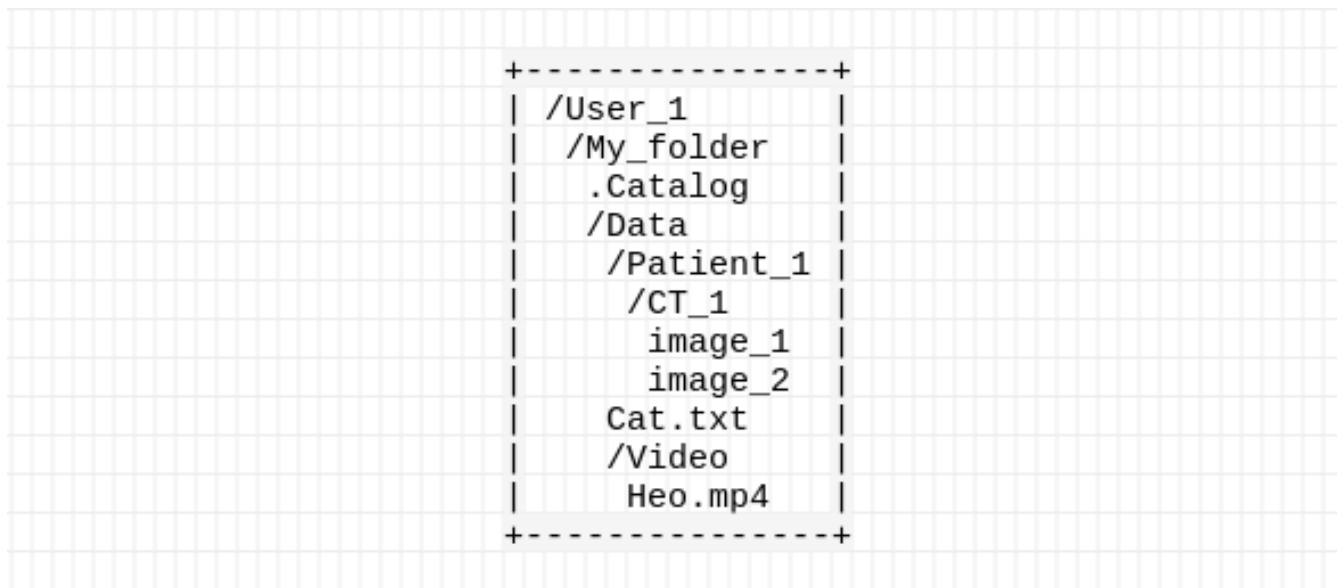 +---------------+
| /User_1       |
|  /My_folder   |
|   .Catalog    |
|   /Data       |
|    /Patient_1 |
|     /CT_1     |
|      image_1  |
|      image_2  |
|    Cat.txt    |
|    /Video     |
|     Heo.mp4   |
+---------------+